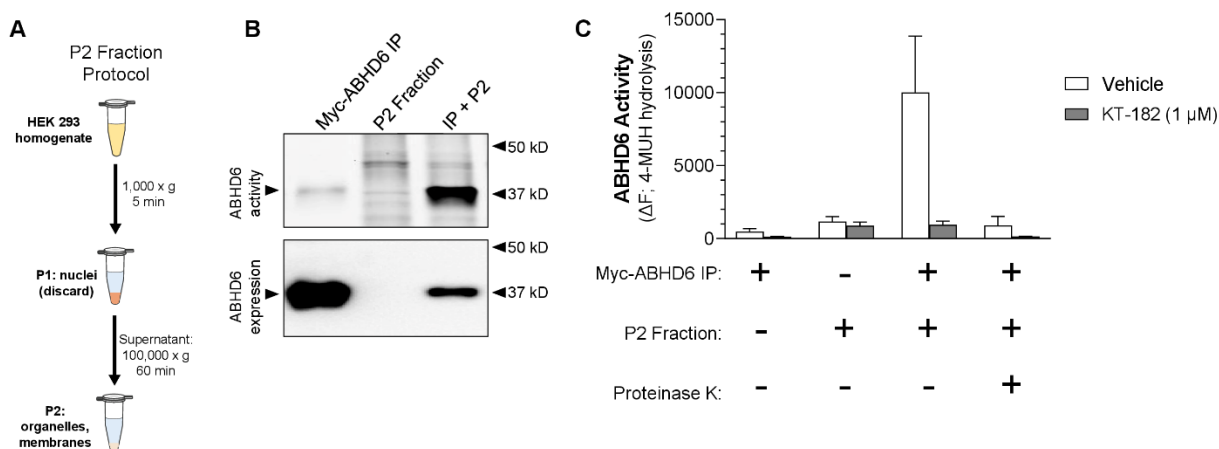 A
P2 Fraction
Protocol
HEK 293
homogenate
1,000 x g
5 min
P1: nuclei
(discard)
Supernatant:
100,000 x g
60 min
P2:
organelles,
membranes
B
Myc-ABHD6 IP
P2 Fraction
IP + P2
ABHD6
activity
50 kD
37 kD
ABHD6
expression
50 kD
37 kD
C
ABHD6 Activity
(ΔF; 4-MUH hydrolysis)
15000
10000
5000
0
Vehicle
KT-182 (1 µM)
Myc-ABHD6 IP: + - + +
P2 Fraction: - + + +
Proteinase K: - - - +